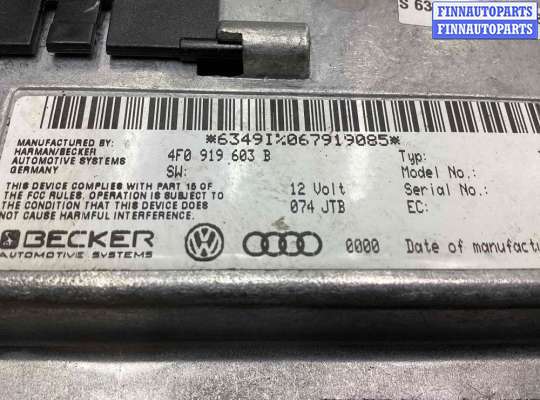 S 63
FINNAUTOPARTS
FINNAUTOPARTS
*6349I%067919085*
MANUFACTURED BY:
HARMAN/BECKER
AUTOMOTIVE SYSTEMS
GERMANY
4F0 919 603 B
SW:
Typ:
Model No.:
THIS DEVICE COMPLIES WITH PART 15 OF
THE FCC RULES. OPERATION IS SUBJECT TO
THE CONDITION THAT THIS DEVICE DOES
NOT CAUSE HARMFUL INTERFERENCE.
12 Volt
074 JTB
Serial No.:
EC:
BECKER
AUTOMOTIVE SYSTEMS
0000 Date of manufactu